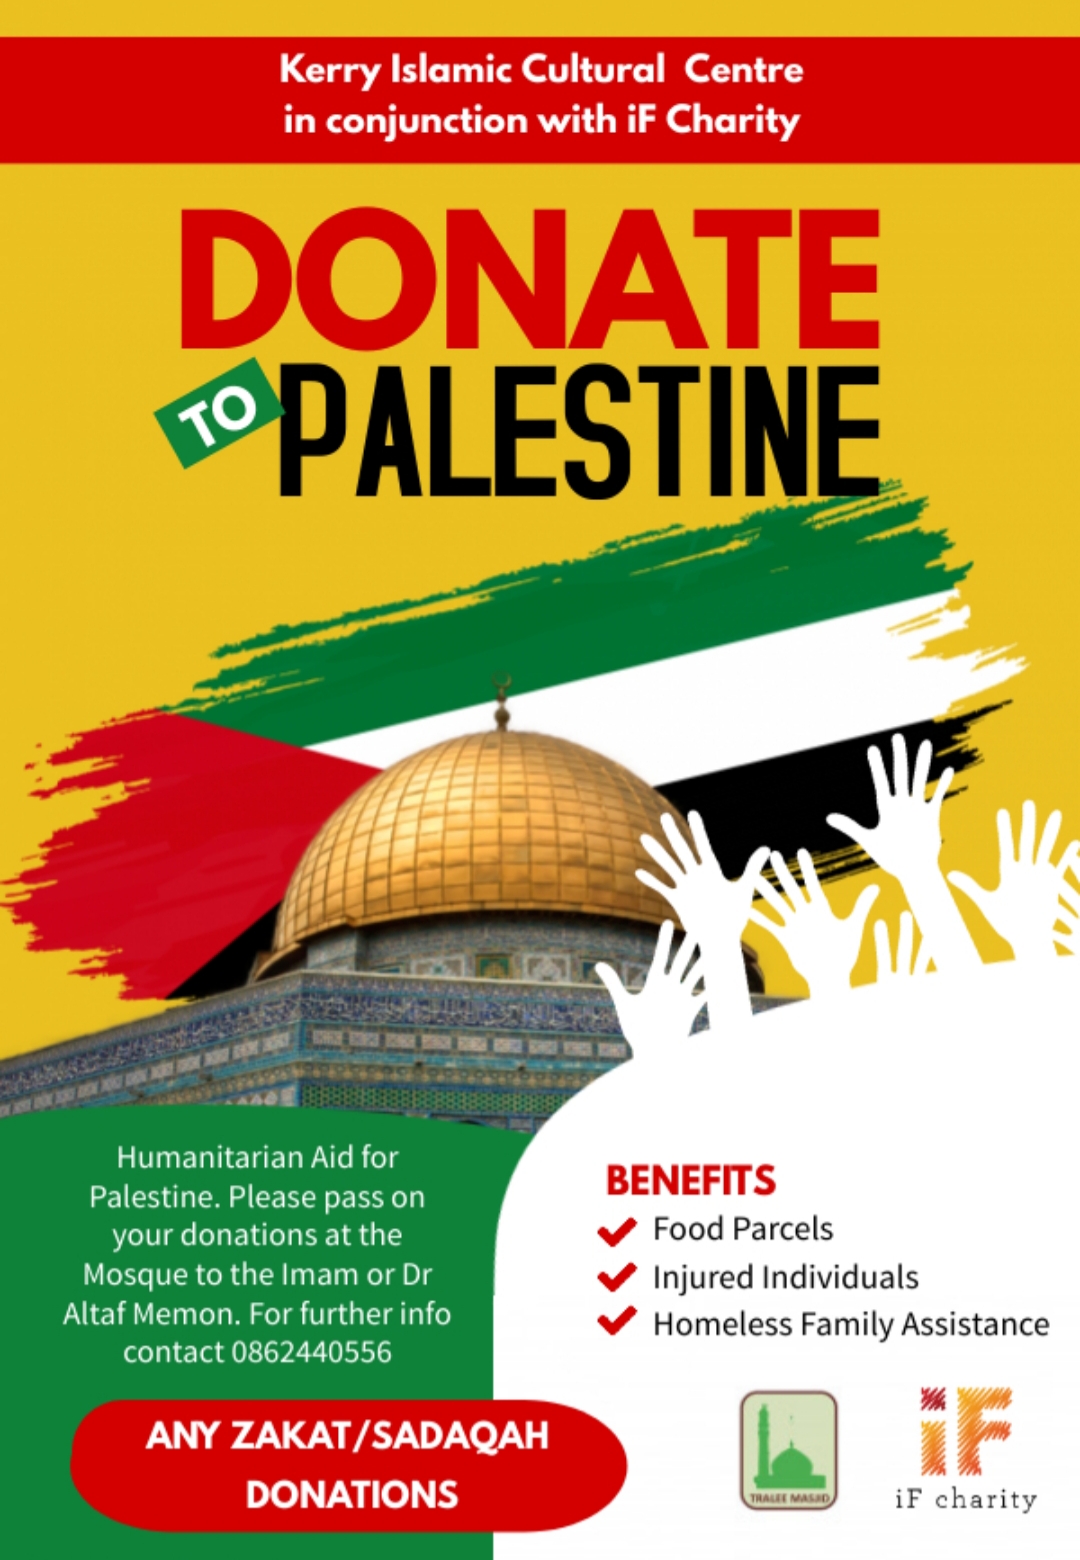 Kerry Islamic Cultural Centre
in conjunction with iF Charity
DONATE
TO PALESTINE
Humanitarian Aid for
Palestine. Please pass on
your donations at the
Mosque to the Imam or Dr
Altaf Memon. For further info
contact 0862440556
ANY ZAKAT/SADAQAH
DONATIONS
BENEFITS
Food Parcels
Injured Individuals
Homeless Family Assistance
TRALEE MASJID
iF
iF charity